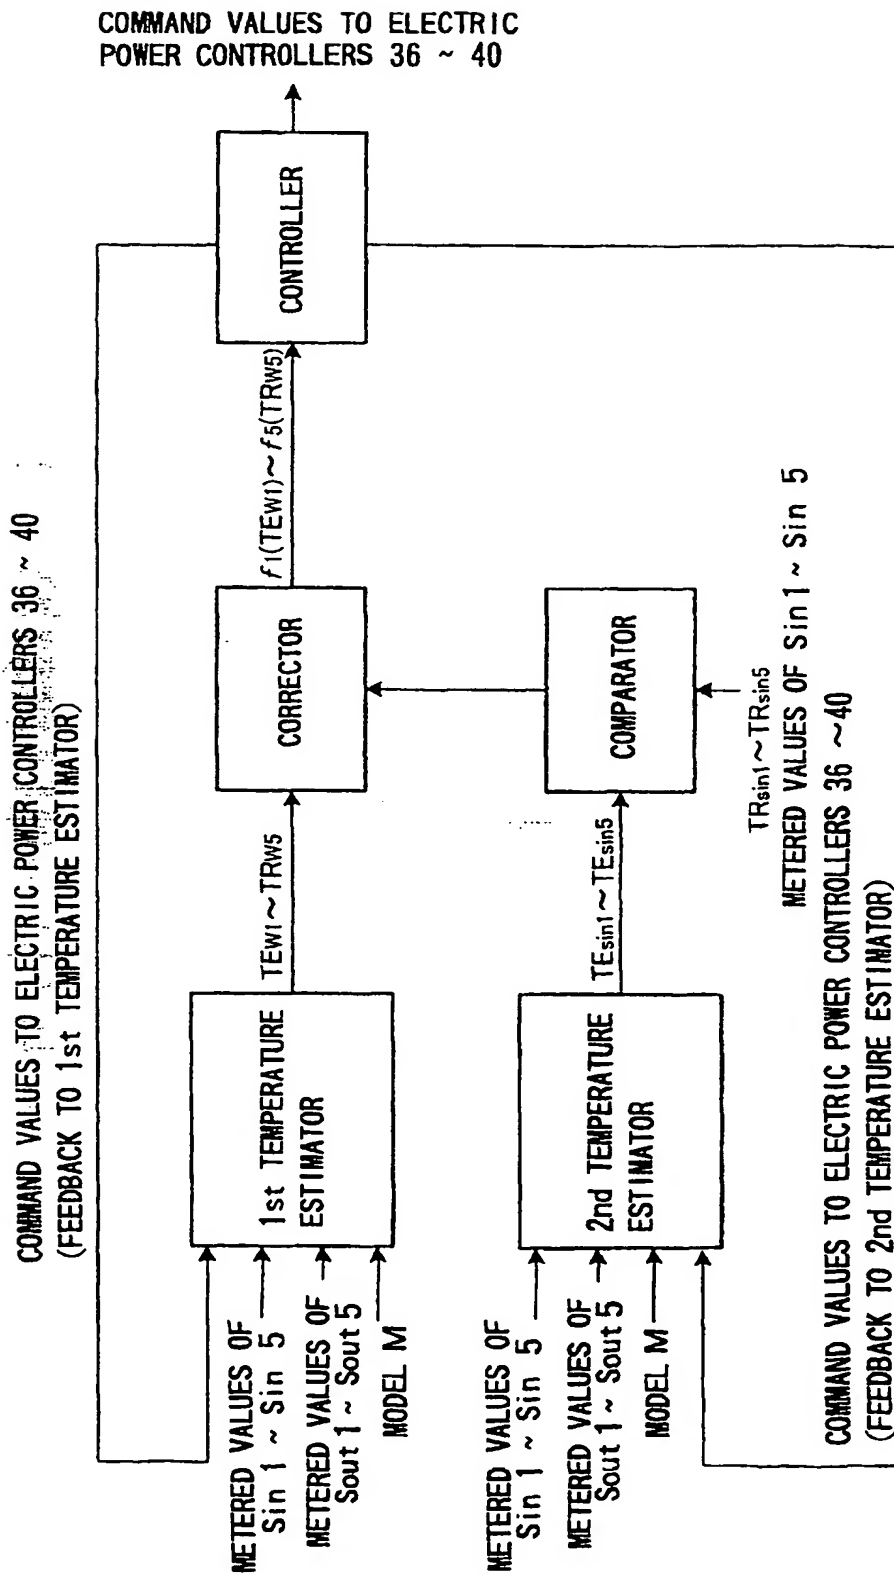 COMMAND VALUES TO ELECTRIC POWER CONTROLLERS 36 ~ 40
(FEEDBACK TO 1st TEMPERATURE ESTIMATOR)
METERED VALUES OF
Sin 1 ~ Sin 5
METERED VALUES OF
Sout 1 ~ Sout 5
MODEL M
1st TEMPERATURE
ESTIMATOR
TEW1~TRW5
CORRECTOR
f1(TEW1)~f5(TRW5)
CONTROLLER
COMMAND VALUES TO ELECTRIC
POWER CONTROLLERS 36 ~ 40
METERED VALUES OF
Sin 1 ~ Sin 5
METERED VALUES OF
Sout 1 ~ Sout 5
MODEL M
2nd TEMPERATURE
ESTIMATOR
TEsin1~TEsin5
COMPARATOR
TRsin1~TRsin5
METERED VALUES OF Sin 1 ~ Sin 5
COMMAND VALUES TO ELECTRIC POWER CONTROLLERS 36 ~40
(FEEDBACK TO 2nd TEMPERATURE ESTIMATOR)